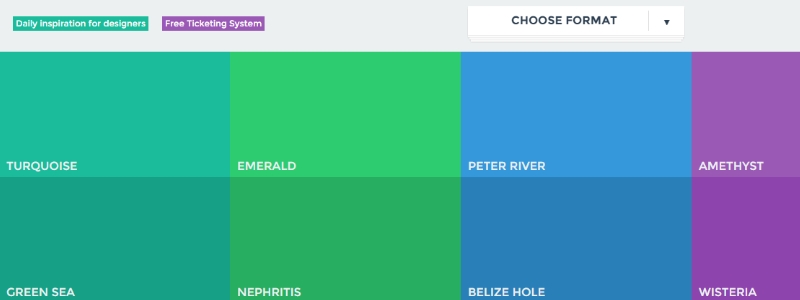 Daily inspiration for designers
Free Ticketing System
CHOOSE FORMAT
TURQUOISE
EMERALD
PETER RIVER
AMETHYST
GREEN SEA
NEPHRITIS
BELIZE HOLE
WISTERIA